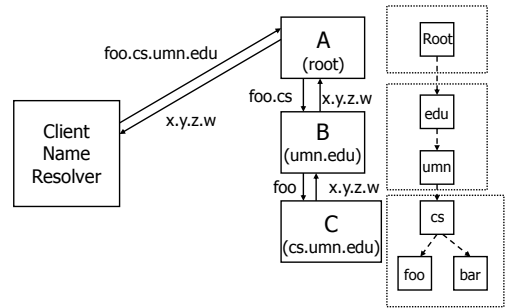 foo.cs.umn.edu
x.y.z.w
Client
Name
Resolver
A
(root)
foo.cs
x.y.z.w
B
(umn.edu)
foo
x.y.z.w
C
(cs.umn.edu)
Root
edu
umn
cs
foo
bar